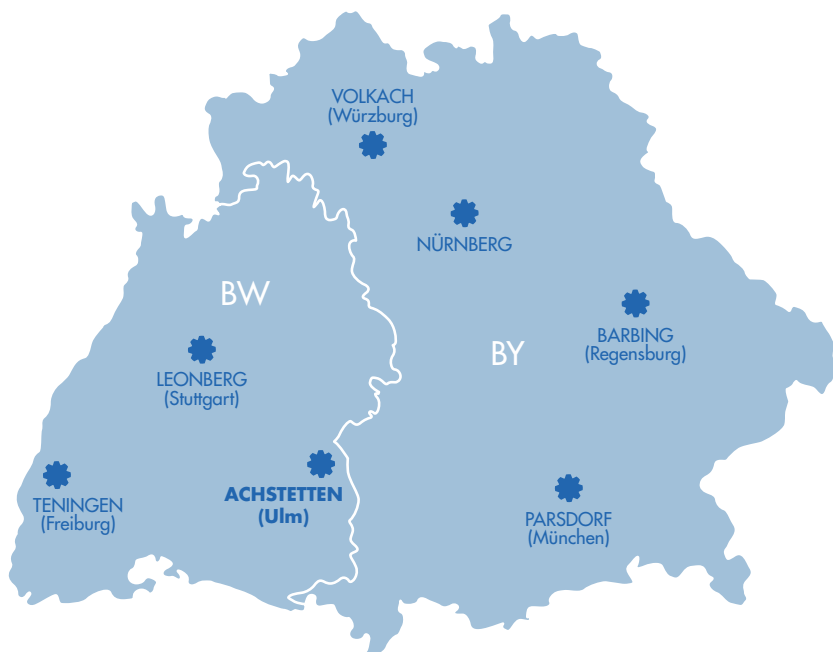 VOLKACH
(Würzburg)
NÜRNBERG
BW
BY
BARBING
(Regensburg)
LEONBERG
(Stuttgart)
TENINGEN
(Freiburg)
ACHSTETTEN
(Ulm)
PARSDORF
(München)